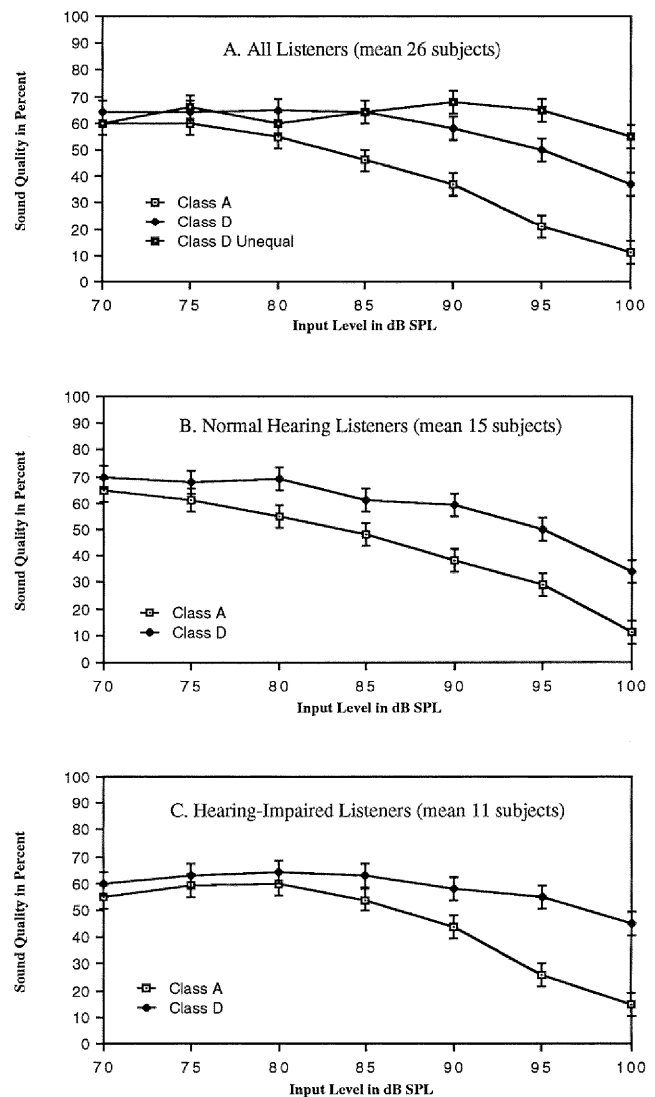 100
A. All Listeners (mean 26 subjects)
90
80
70
60
50
40
30
20
10
0
Sound Quality in Percent
Class A
Class D
Class D Unequal
70 75 80 85 90 95 100
Input Level in dB SPL
100
B. Normal Hearing Listeners (mean 15 subjects)
90
80
70
60
50
40
30
20
10
0
Sound Quality in Percent
Class A
Class D
70 75 80 85 90 95 100
Input Level in dB SPL
100
C. Hearing-Impaired Listeners (mean 11 subjects)
90
80
70
60
50
40
30
20
10
0
Sound Quality in Percent
Class A
Class D
70 75 80 85 90 95 100
Input Level in dB SPL